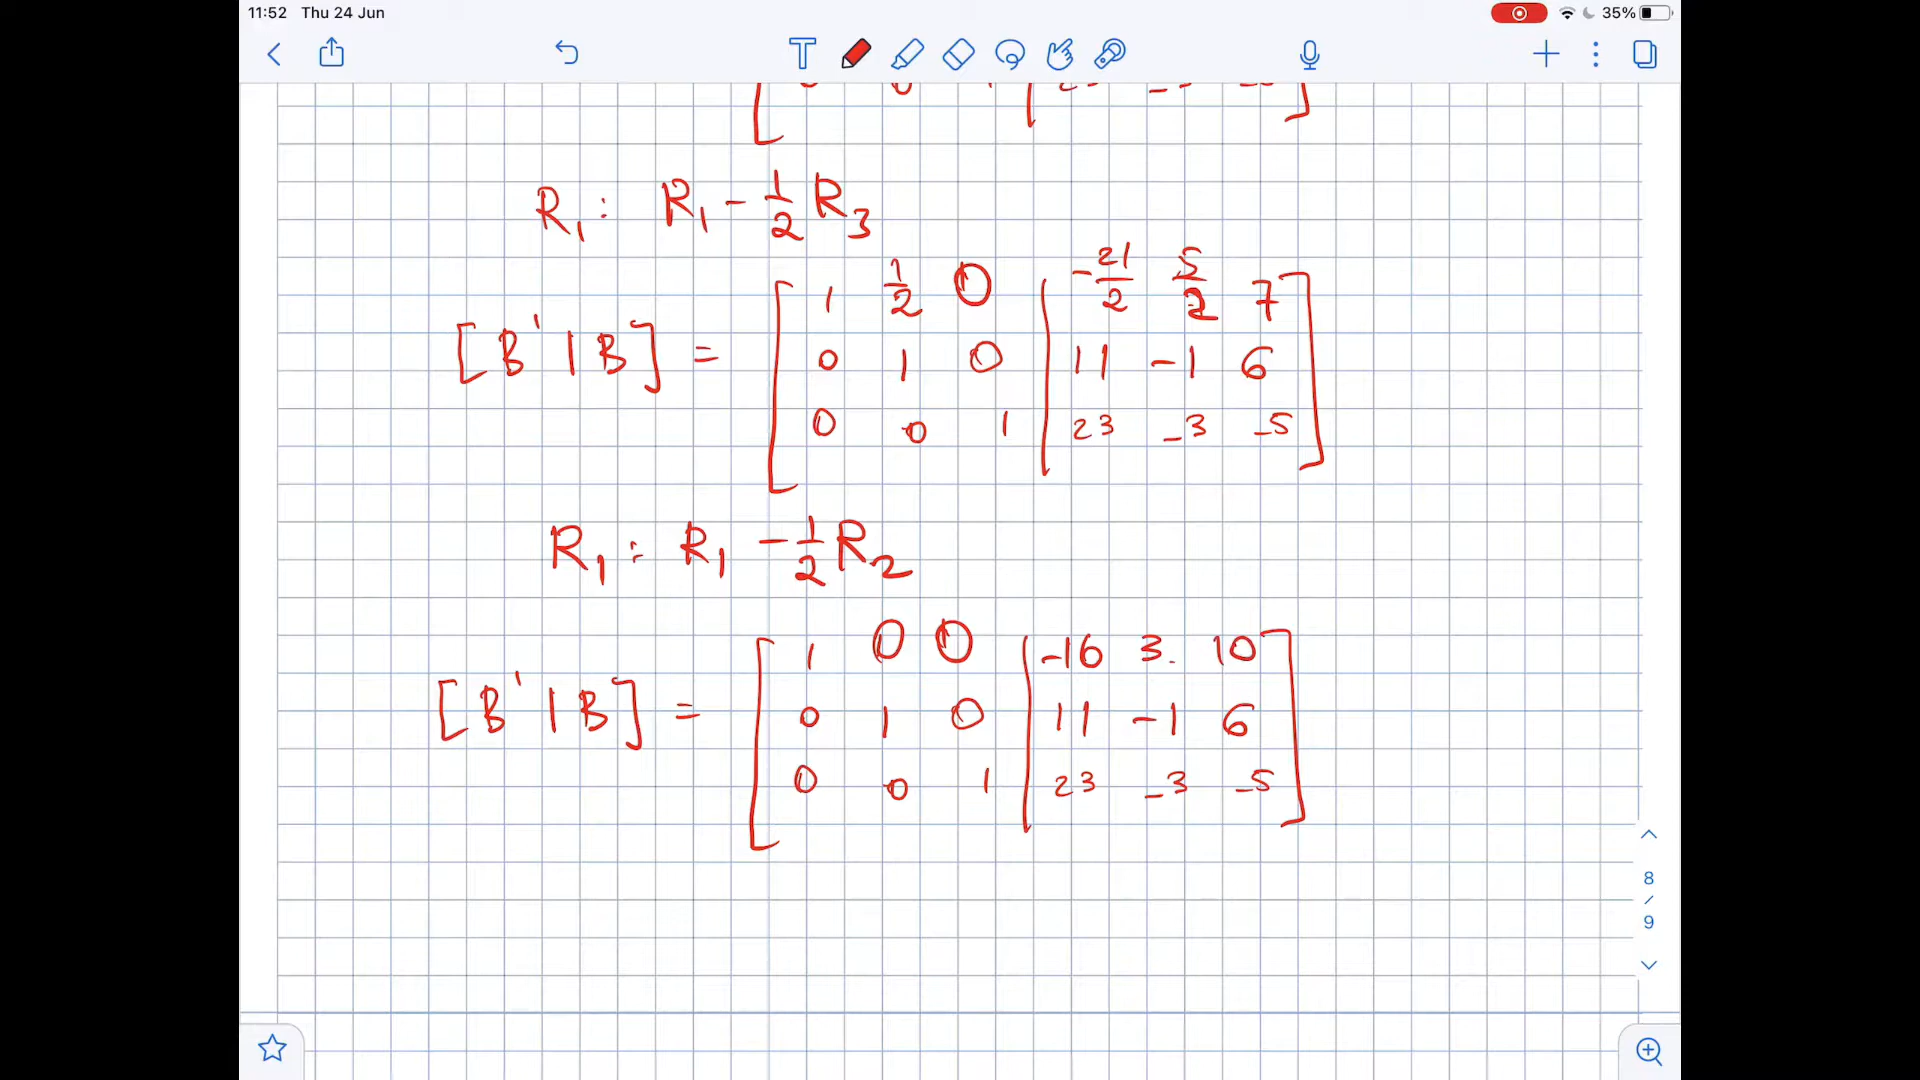 11:52 Thu 24 Jun 35%
T
R₁: R₁ - 1/2 R₃
[B' | B] = [ 1 1/2 0 | -21/2 5/2 7 ]
0 1 0 | 11 -1 6
0 0 1 | 23 -3 -5
R₁: R₁ - 1/2 R₂
[B' | B] = [ 1 0 0 | -16 3. 10 ]
0 1 0 | 11 -1 6
0 0 1 | 23 -3 -5
8
/
9